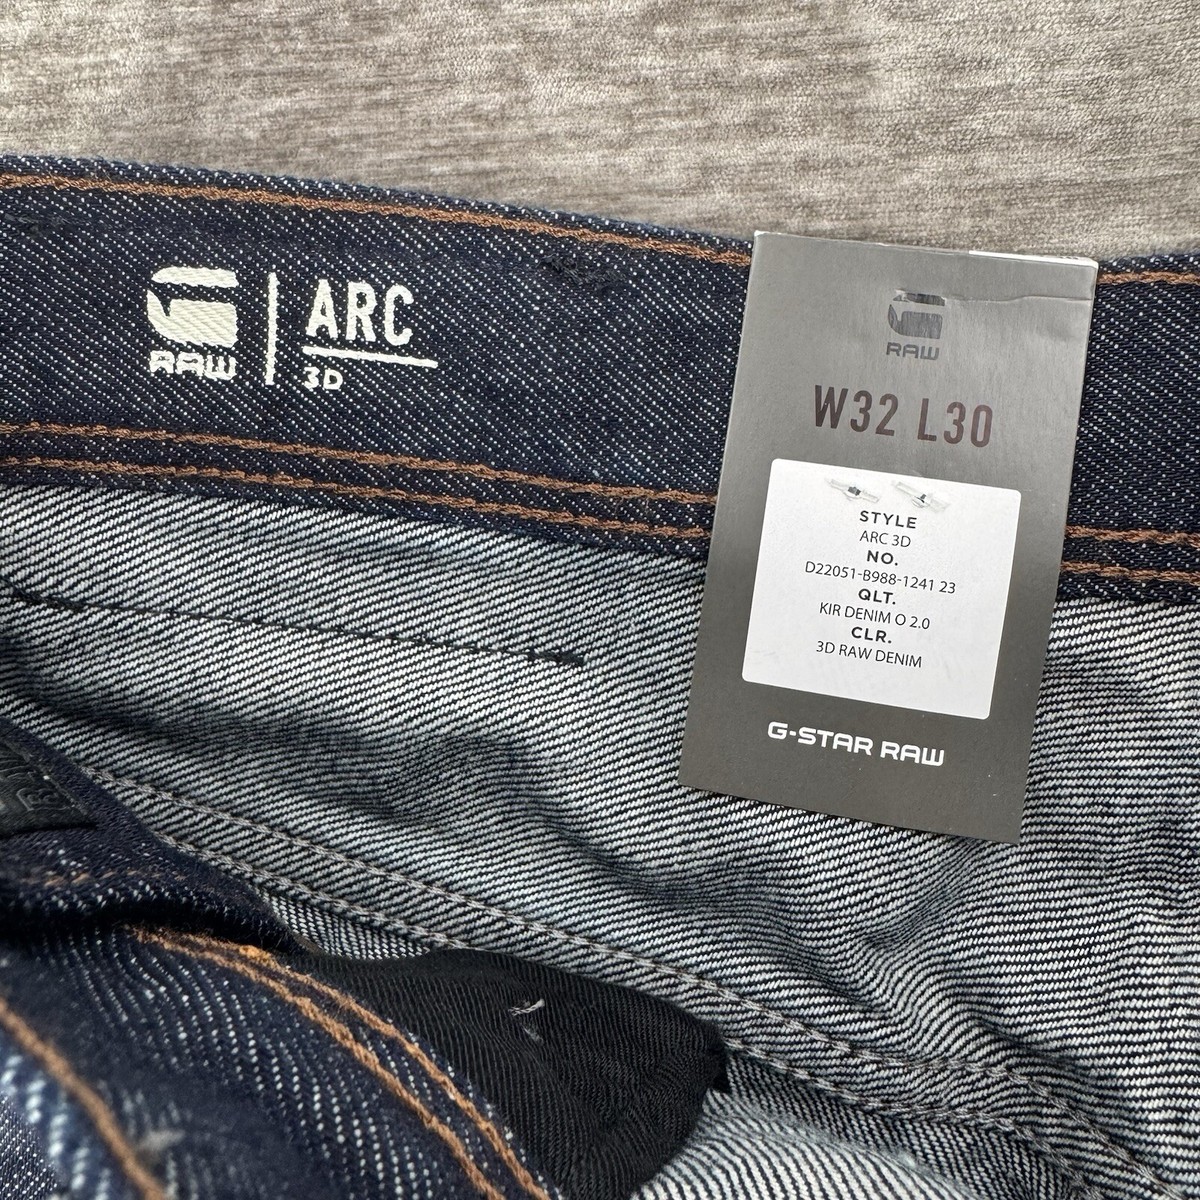 RAW
ARC
3D
RAW
W32 L30
STYLE
ARC 3D
NO.
D22051-B988-1241 23
QLT.
KIR DENIM O 2.0
CLR.
3D RAW DENIM
G-STAR RAW